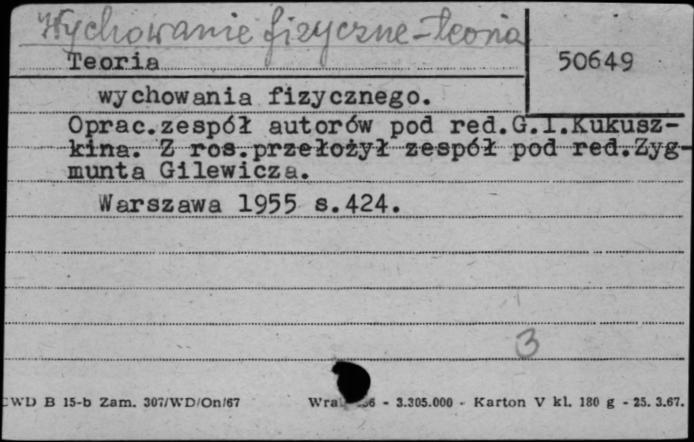 Wychowanie fizyczne - teoria
50649
Teoria
wychowania fizycznego.
Oprac.zespół autorów pod red.G.I.Kukusz-
kina. Z ros.przełożył zespół pod red.Zyg-
munta Gilewicza.
Warszawa 1955 s.424.
3
CWD B 15-b Zam. 307/WD/On/67 - 3.305.000 - Karton V kl. 180 g - 25. 3.67.